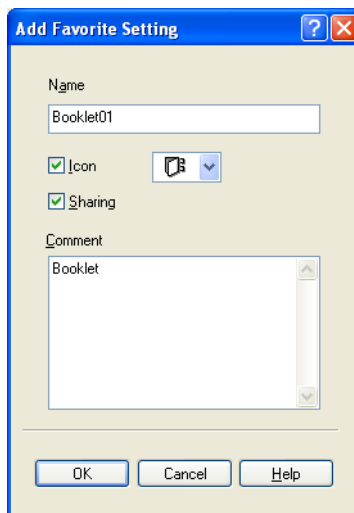 Add Favorite Setting
Name
Booklet01
Icon
Sharing
Comment
Booklet
OK Cancel Help